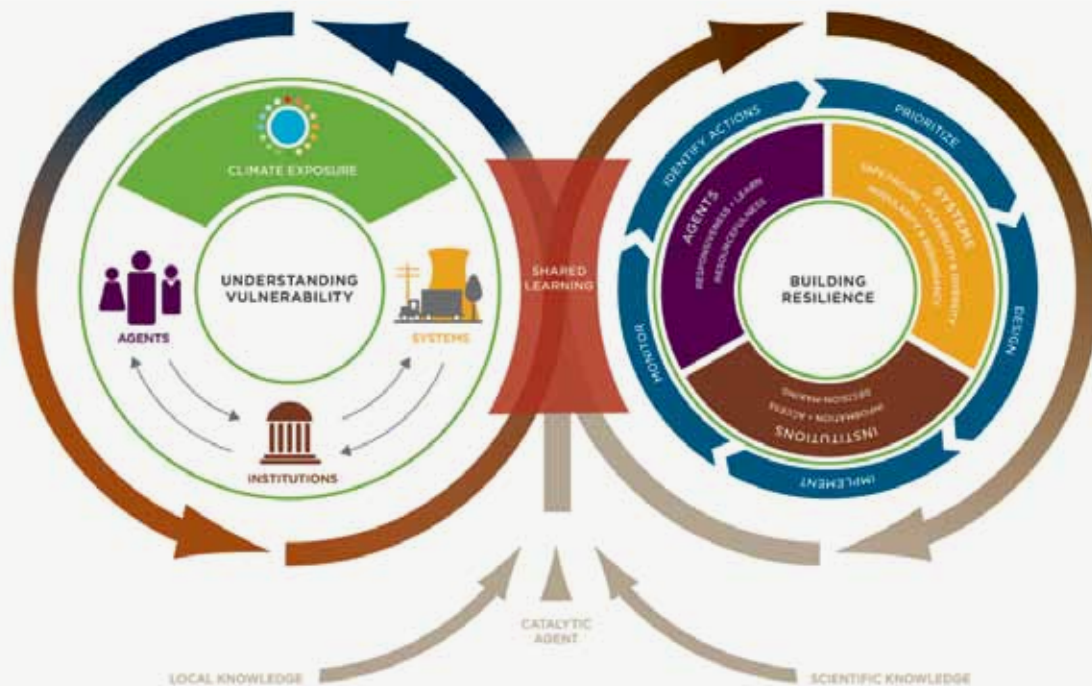 CLIMATE EXPOSURE
UNDERSTANDING
VULNERABILITY
AGENTS
SYSTEMS
INSTITUTIONS
SHARED
LEARNING
IDENTIFY ACTIONS
PRIORITIZE
DESIGN
IMPLEMENT
MONITOR
AGENTS
RESPONSIVENESS • LEARN
RESOURCEFULNESS
SYSTEMS
SAFE FAILURE • FLEXIBILITY & DIVERSITY
MODULARITY & REDUNDANCY
BUILDING
RESILIENCE
INSTITUTIONS
INFORMATION • ACCESS
DECISION-MAKING
CATALYTIC
AGENT
LOCAL KNOWLEDGE
SCIENTIFIC KNOWLEDGE